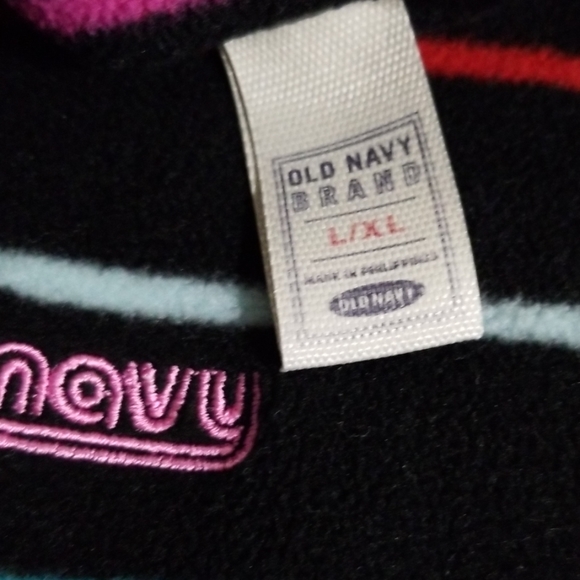 OLD NAVY
BRAND
L/XL
MADE IN PHILIPPINES
OLD NAVY
navy